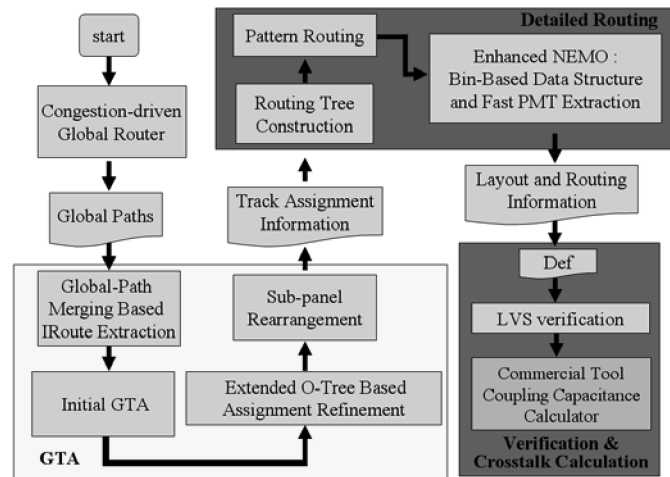 start
Congestion-driven
Global Router
Global Paths
Global-Path
Merging Based
IRoute Extraction
Initial GTA
GTA
Extended O-Tree Based
Assignment Refinement
Sub-panel
Rearrangement
Track Assignment
Information
Routing Tree
Construction
Pattern Routing
Detailed Routing
Enhanced NEMO :
Bin-Based Data Structure
and Fast PMT Extraction
Layout and Routing
Information
Def
LVS verification
Commercial Tool
Coupling Capacitance
Calculator
Verification &
Crosstalk Calculation